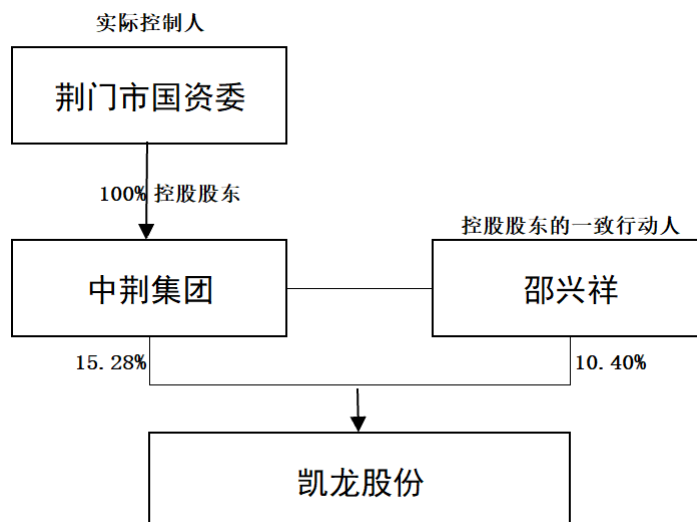 实际控制人
荆门市国资委
100% 控股股东
控股股东的一致行动人
中荆集团
邵兴祥
15.28%
10.40%
凯龙股份